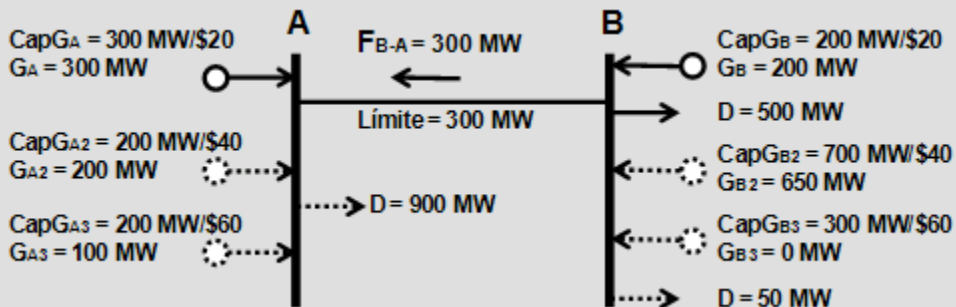 A
B
CapGA = 300 MW/$20
GA = 300 MW
FB-A = 300 MW
CapGB = 200 MW/$20
GB = 200 MW
Límite = 300 MW
D = 500 MW
CapGA2 = 200 MW/$40
GA2 = 200 MW
CapGB2 = 700 MW/$40
GB2 = 650 MW
D = 900 MW
CapGA3 = 200 MW/$60
GA3 = 100 MW
CapGB3 = 300 MW/$60
GB3 = 0 MW
D = 50 MW